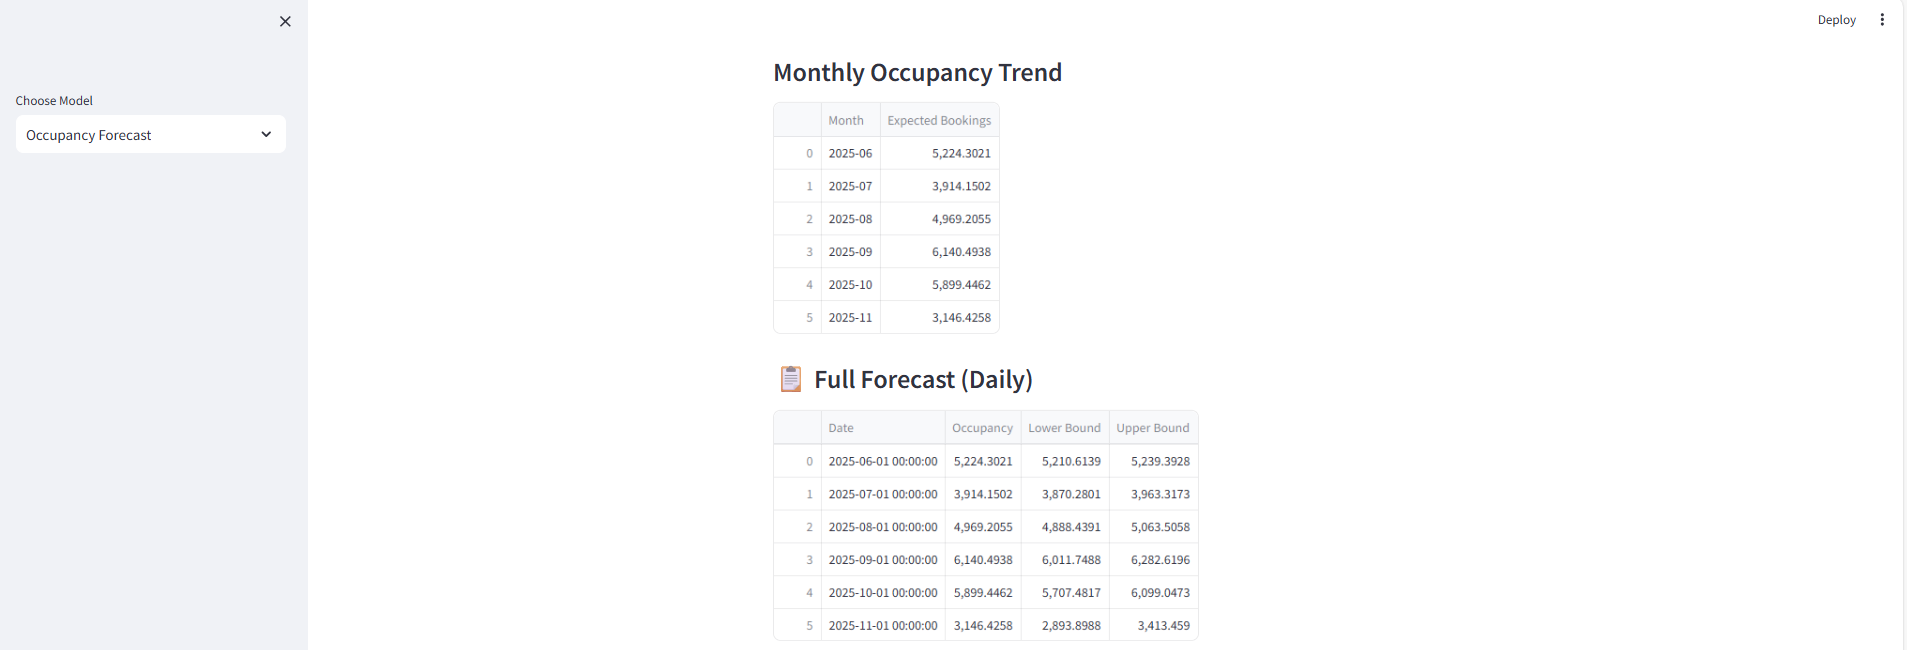 Deploy
Choose Model
Occupancy Forecast
Monthly Occupancy Trend
Month Expected Bookings
0 2025-06 5,224.3021
1 2025-07 3,914.1502
2 2025-08 4,969.2055
3 2025-09 6,140.4938
4 2025-10 5,899.4462
5 2025-11 3,146.4258
Full Forecast (Daily)
Date Occupancy Lower Bound Upper Bound
0 2025-06-01 00:00:00 5,224.3021 5,210.6139 5,239.3928
1 2025-07-01 00:00:00 3,914.1502 3,870.2801 3,963.3173
2 2025-08-01 00:00:00 4,969.2055 4,888.4391 5,063.5058
3 2025-09-01 00:00:00 6,140.4938 6,011.7488 6,282.6196
4 2025-10-01 00:00:00 5,899.4462 5,707.4817 6,099.0473
5 2025-11-01 00:00:00 3,146.4258 2,893.8988 3,413.459